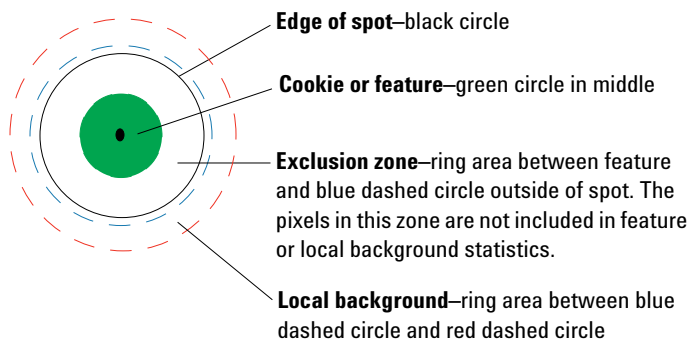 Edge of spot–black circle
Cookie or feature–green circle in middle
Exclusion zone–ring area between feature
and blue dashed circle outside of spot. The
pixels in this zone are not included in feature
or local background statistics.
Local background–ring area between blue
dashed circle and red dashed circle